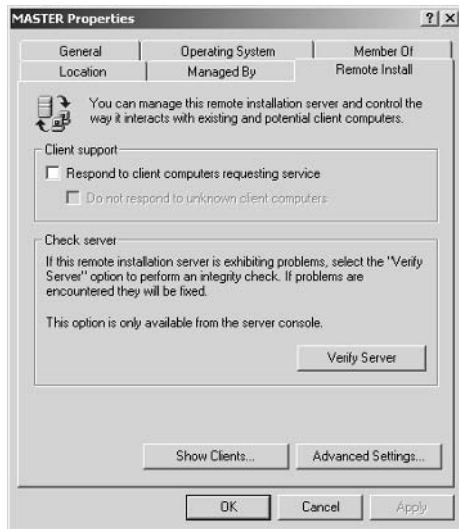 MASTER Properties
General Operating System Member Of
Location Managed By Remote Install
You can manage this remote installation server and control the
way it interacts with existing and potential client computers.
Client support
Respond to client computers requesting service
Do not respond to unknown client computers
Check server
If this remote installation server is exhibiting problems, select the "Verify
Server" option to perform an integrity check. If problems are
encountered they will be fixed.
This option is only available from the server console.
Verify Server
Show Clients... Advanced Settings...
OK Cancel Apply